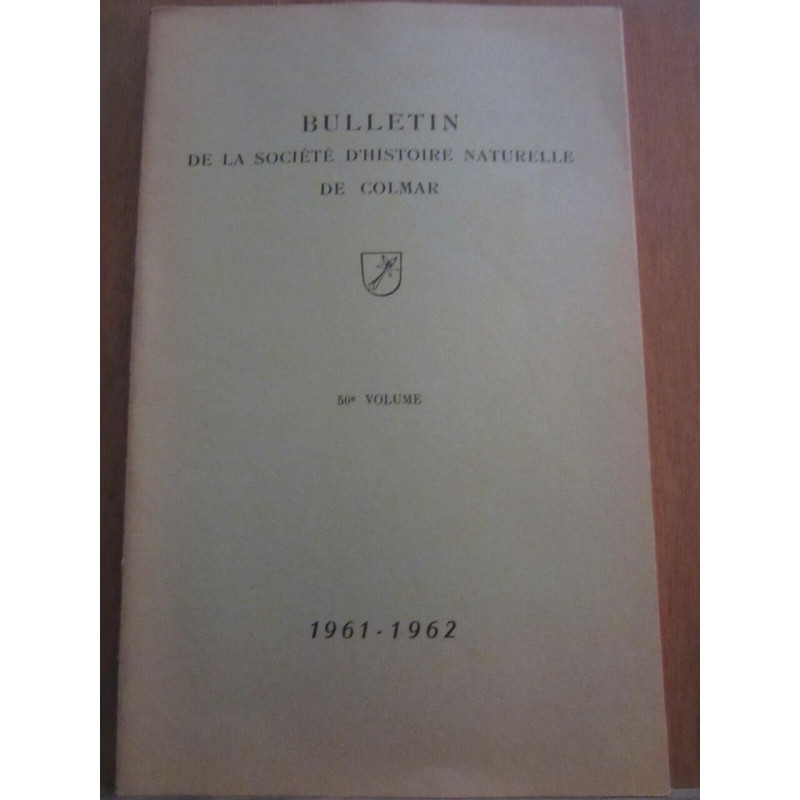 BULLETIN
DE LA SOCIÉTÉ D'HISTOIRE NATURELLE
DE COLMAR
50e VOLUME
1961-1962